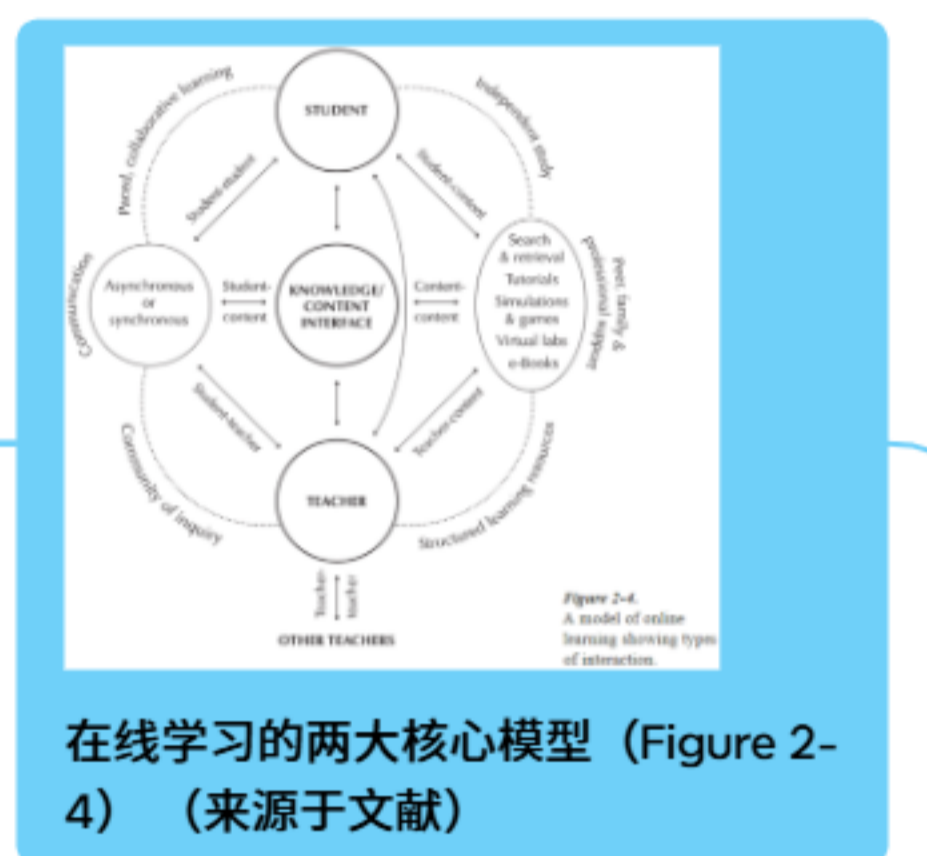 STUDENT
Paced, collaborative learning
Independent study
Student-student
Student-content
Communication
Asynchronous
or
synchronous
Student-
content
KNOWLEDGE/
CONTENT
INTERFACE
Content-
content
Search
& retrieval
Tutorials
Simulations
& games
Virtual labs
e-Books
Peer, family &
professional support
Student-teacher
Teacher-content
Community of inquiry
TEACHER
Structured learning resources
Teacher-
teacher
OTHER TEACHERS
Figure 2-4.
A model of online
learning showing types
of interaction.
在线学习的两大核心模型（Figure 2-
4）（来源于文献）